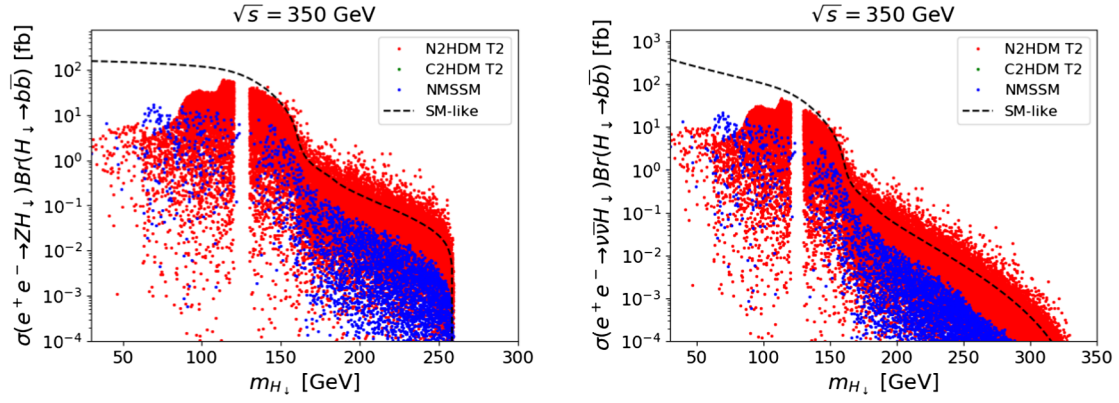 √s = 350 GeV
σ(e⁺e⁻→ZH↓)Br(H↓→bb̅) [fb]
10²
10¹
10⁰
10⁻¹
10⁻²
10⁻³
10⁻⁴
N2HDM T2
C2HDM T2
NMSSM
SM-like
50 100 150 200 250 300
m_H↓ [GeV]
√s = 350 GeV
σ(e⁺e⁻→νν̅H↓)Br(H↓→bb̅) [fb]
10³
10²
10¹
10⁰
10⁻¹
10⁻²
10⁻³
10⁻⁴
N2HDM T2
C2HDM T2
NMSSM
SM-like
50 100 150 200 250 300 350
m_H↓ [GeV]